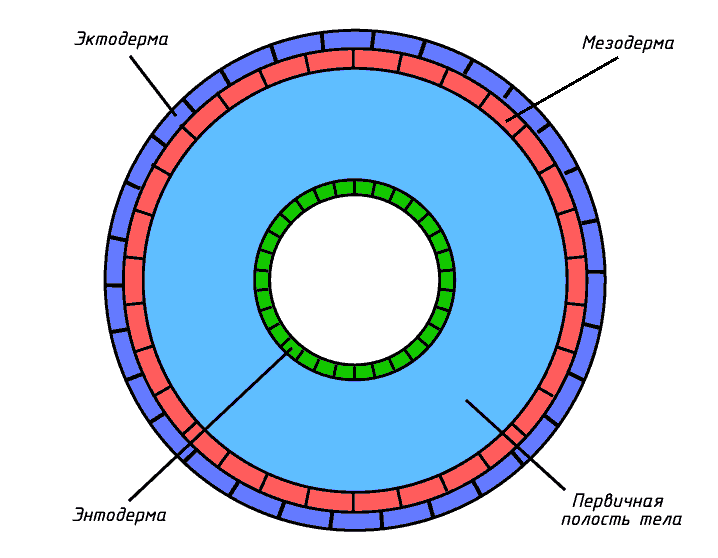 Эктодерма
Мезодерма
Энтодерма
Первичная
полость тела